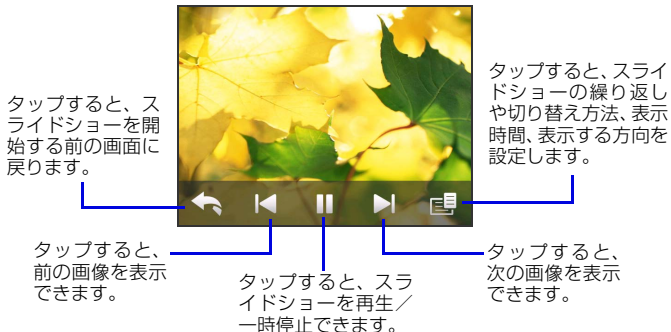 タップすると、ス
ライドショーを開
始する前の画面に
戻ります。
タップすると、スライ
ドショーの繰り返し
や切り替え方法、表示
時間、表示する方向を
設定します。
タップすると、
前の画像を表示
できます。
タップすると、スラ
イドショーを再生／
一時停止できます。
タップすると、
次の画像を表示
できます。